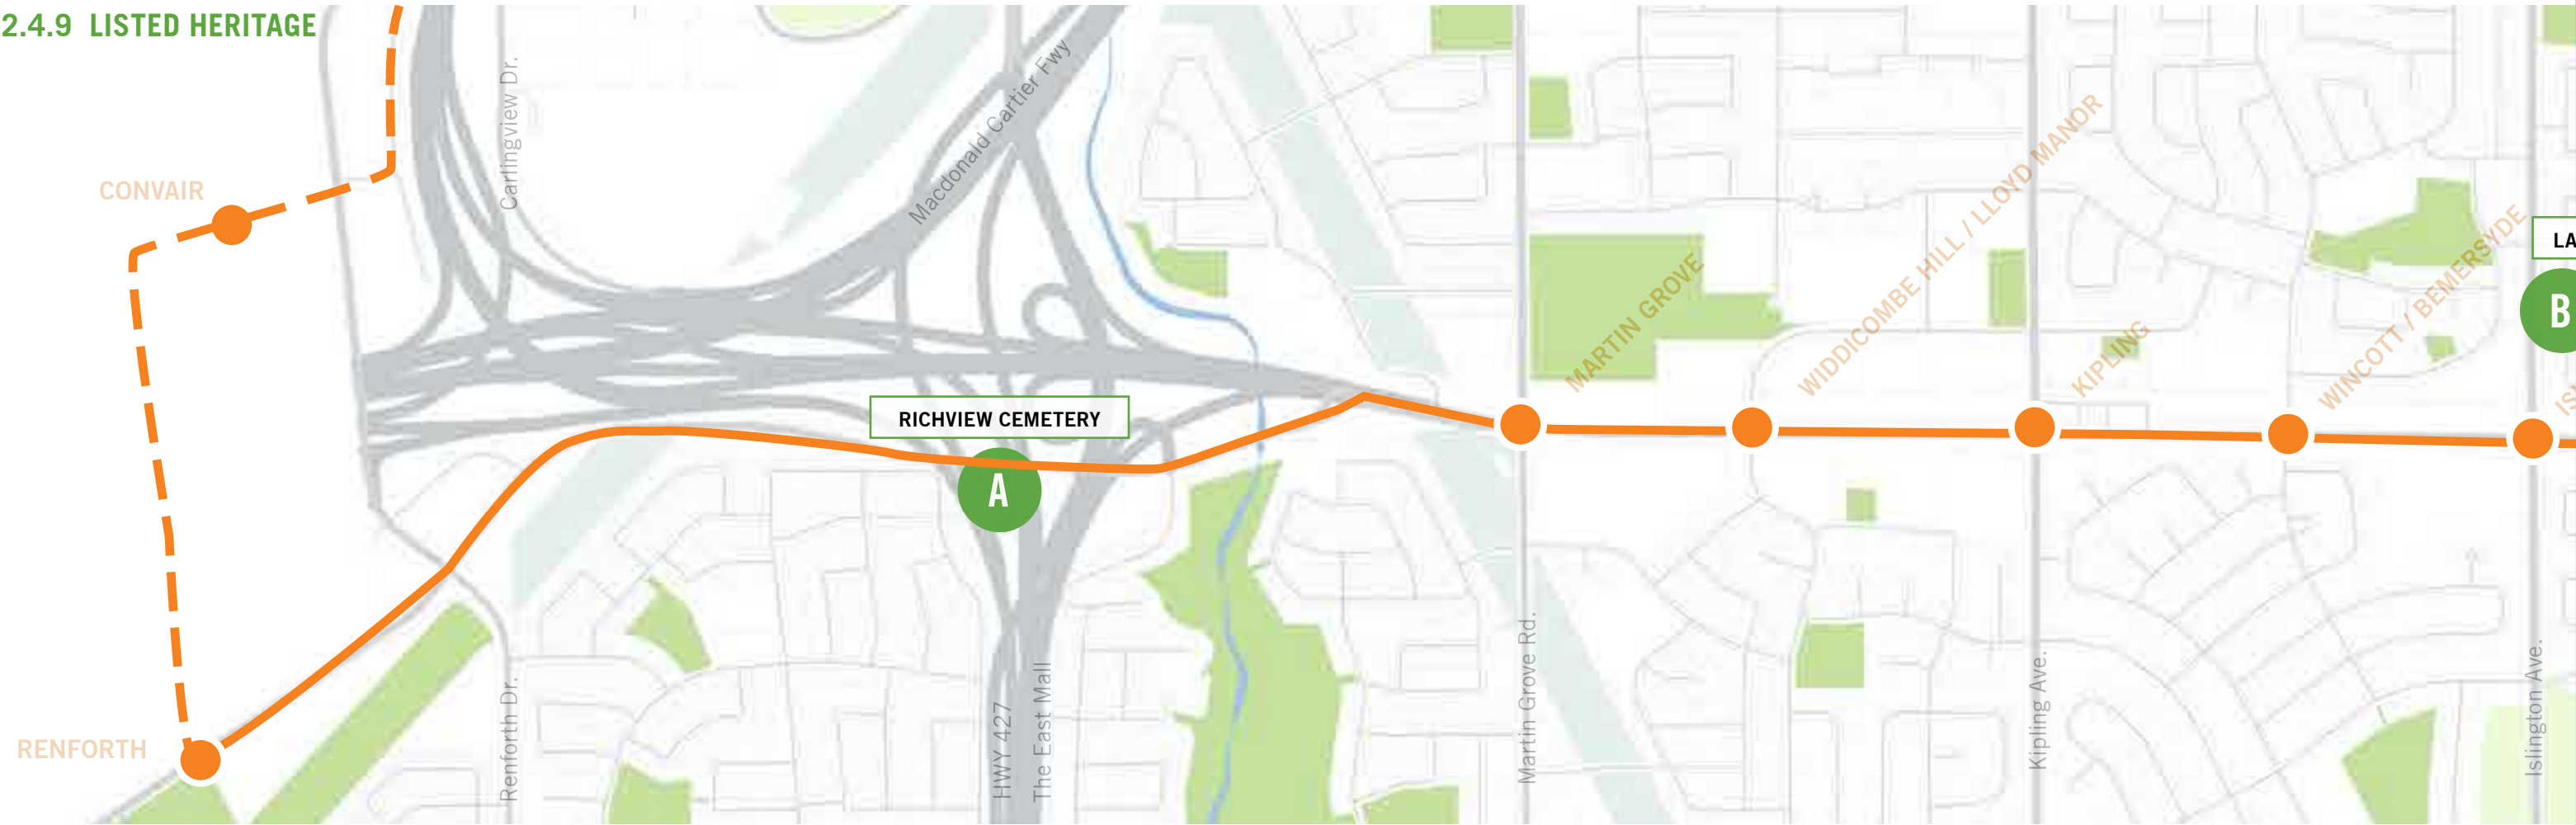 2.4.9 LISTED HERITAGE
Carlingview Dr.
Macdonald Cartier Fwy
CONVAIR
WIDDICOMBE HILL / LLOYD MANOR
MARTIN GROVE
KIPLING
WINCOTT / BEMERSYDE
LA
B
IS
RICHVIEW CEMETERY
A
RENFORTH
Renforth Dr.
HWY 427
The East Mall
Martin Grove Rd.
Kipling Ave.
Islington Ave.